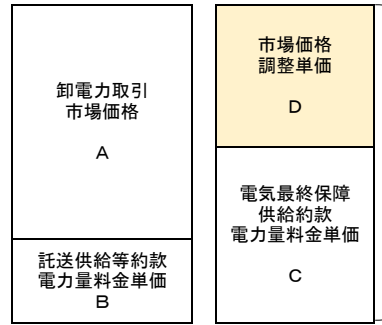 卸電力取引
市場価格
A
託送供給等約款
電力量料金単価
B
市場価格
調整単価
D
電気最終保障
供給約款
電力量料金単価
C